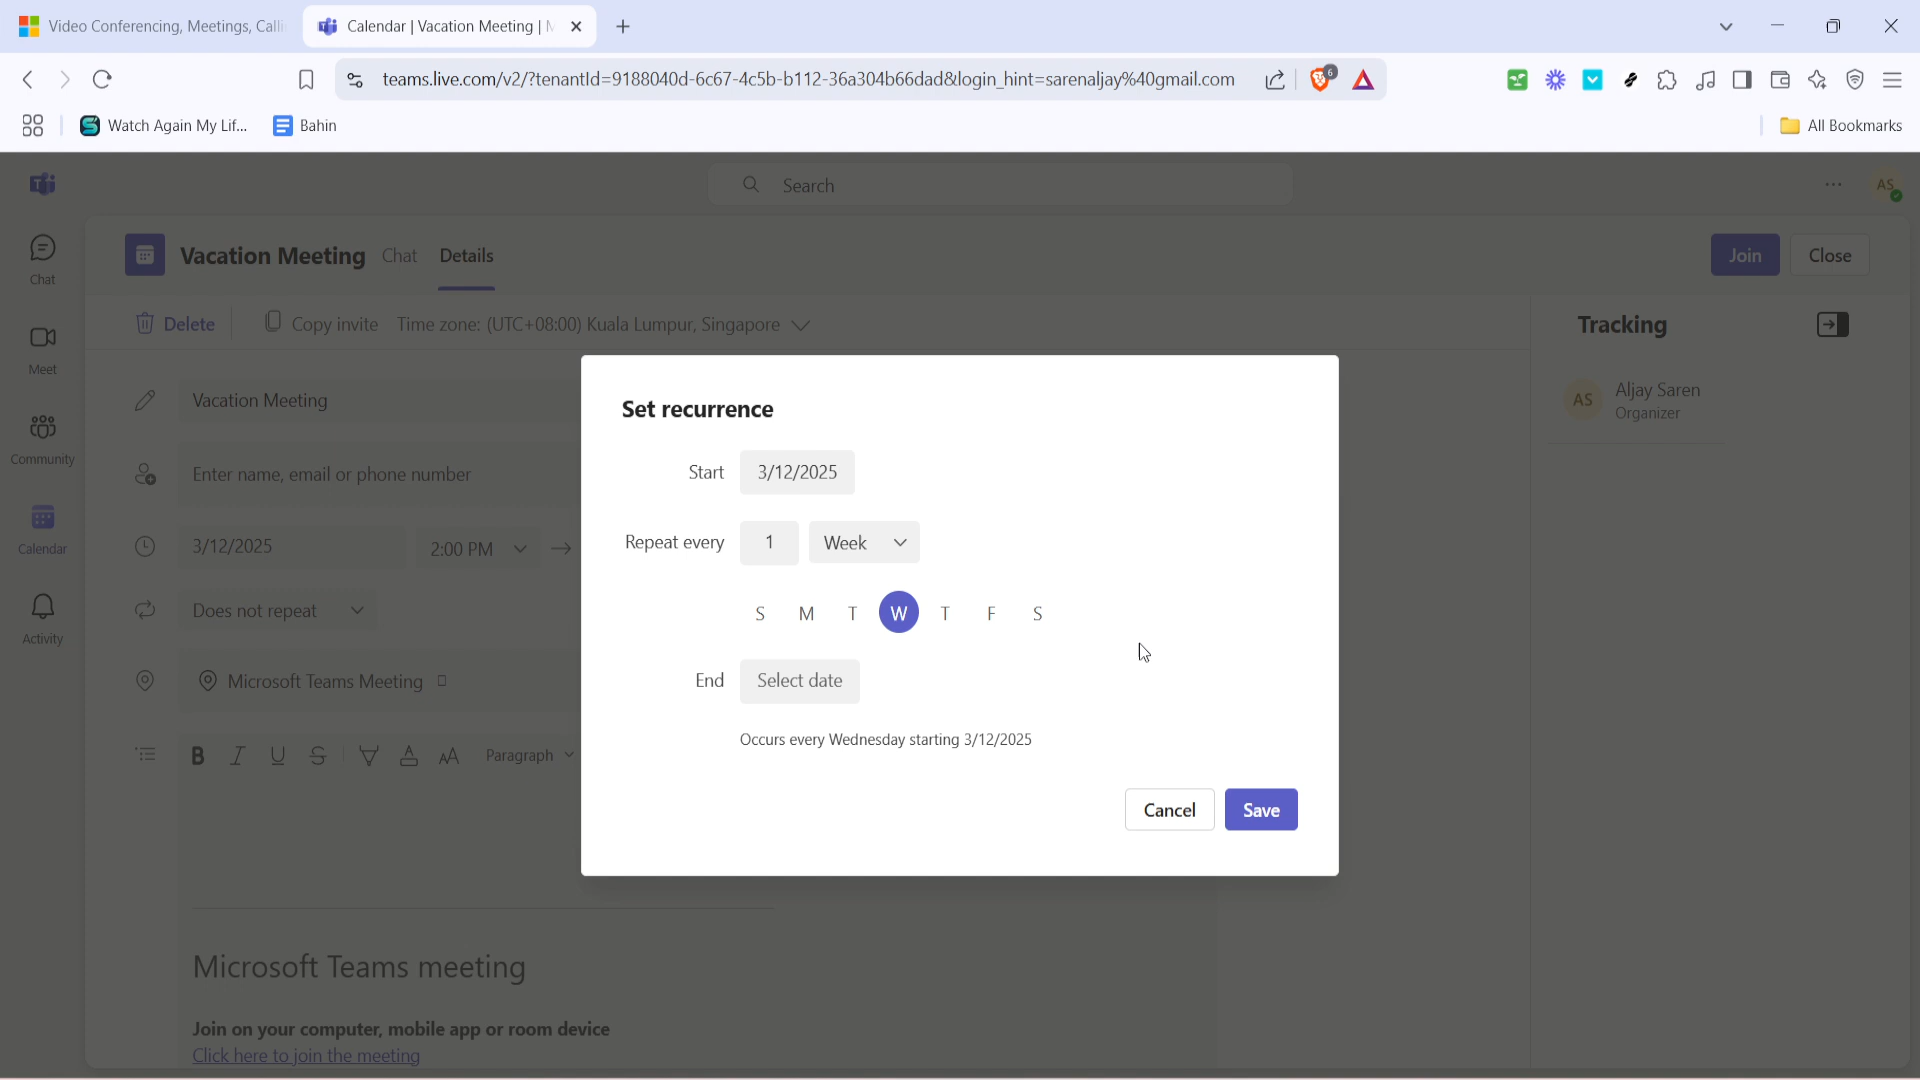 Video Conferencing, Meetings, Calli
Calendar | Vacation Meeting | M
teams.live.com/v2/?tenantId=9188040d-6c67-4c5b-b112-36a304b66dad&login_hint=sarenaljay%40gmail.com
6
Watch Again My Lif...
Bahin
All Bookmarks
Search
AS
Chat
Meet
Community
Calendar
Activity
Vacation Meeting
Chat
Details
Join
Close
Delete
Copy invite
Time zone: (UTC+08:00) Kuala Lumpur, Singapore
Tracking
AS
Aljay Saren
Organizer
Vacation Meeting
Enter name, email or phone number
3/12/2025
2:00 PM
Does not repeat
Microsoft Teams Meeting
B I U S AA Paragraph
Microsoft Teams meeting
Join on your computer, mobile app or room device
Click here to join the meeting
Set recurrence
Start 3/12/2025
Repeat every 1 Week
S M T W T F S
End Select date
Occurs every Wednesday starting 3/12/2025
Cancel
Save